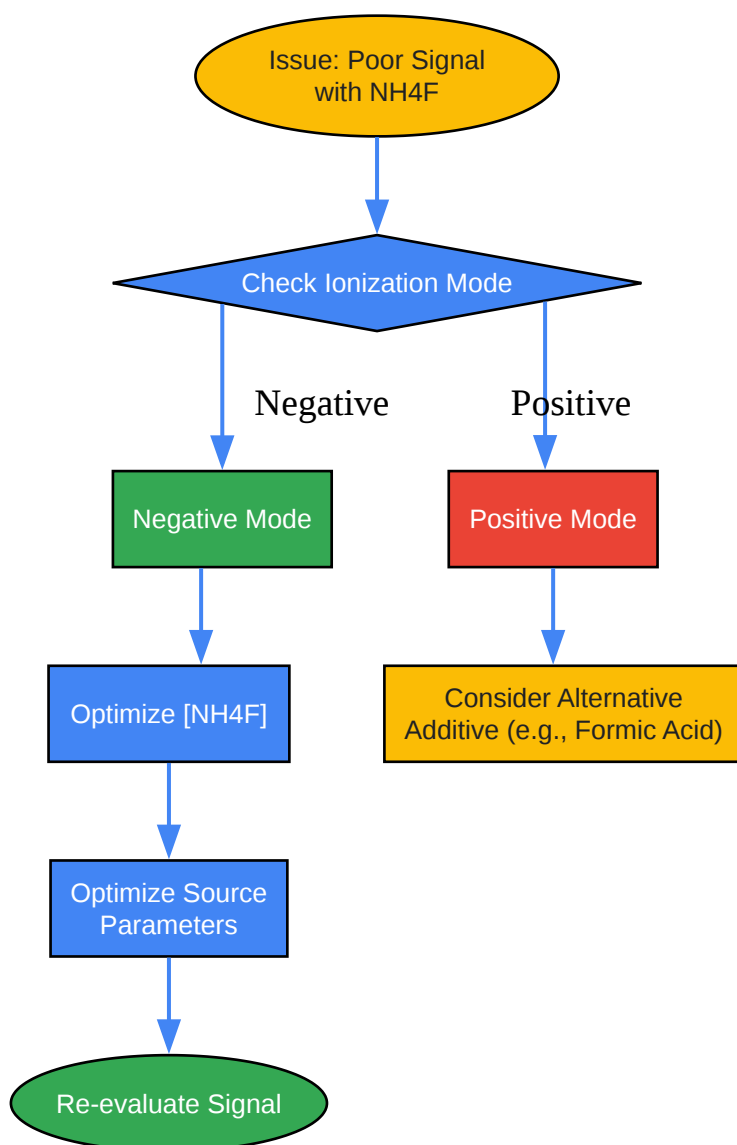 Issue: Poor Signal
with NH4F
Check Ionization Mode
Negative
Positive
Negative Mode
Positive Mode
Optimize [NH4F]
Consider Alternative
Additive (e.g., Formic Acid)
Optimize Source
Parameters
Re-evaluate Signal